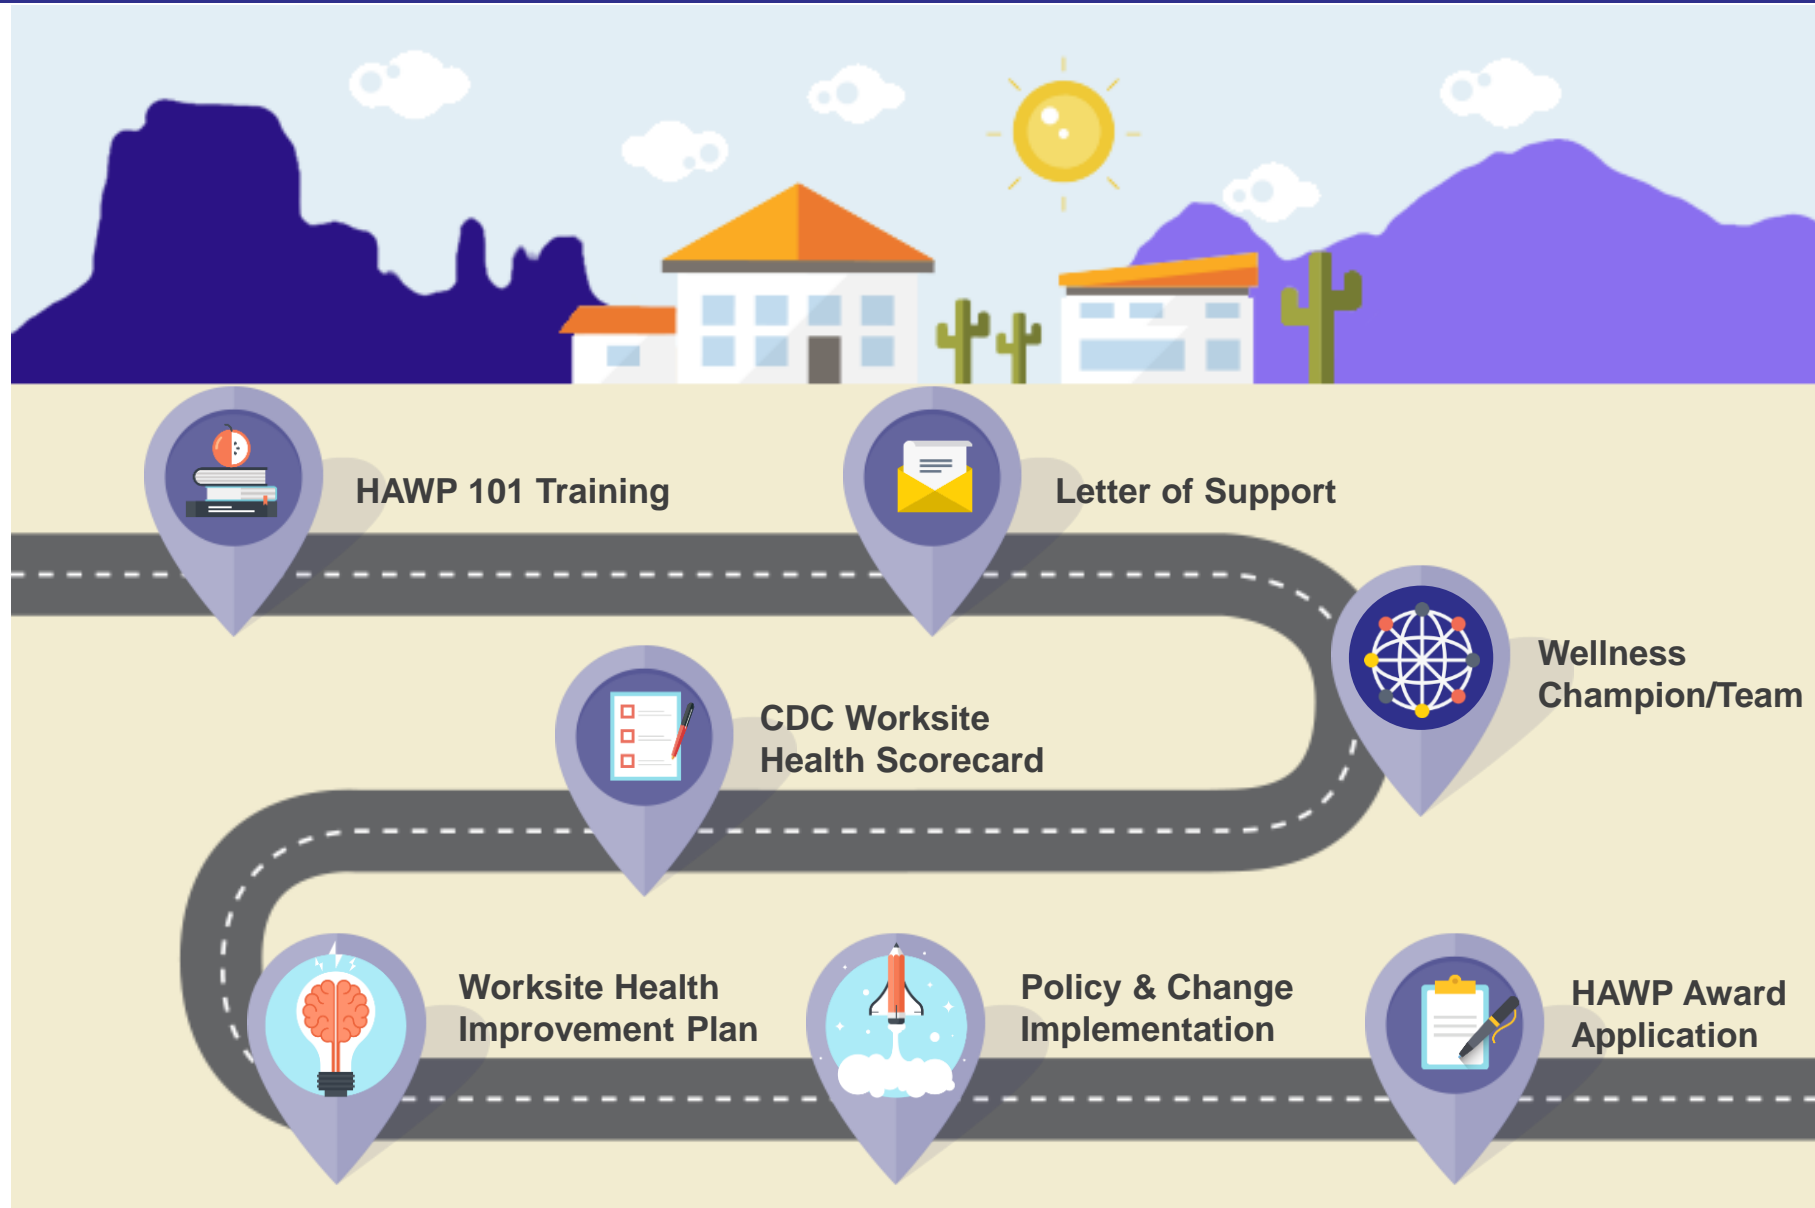 HAWP 101 Training
Letter of Support
Wellness
Champion/Team
CDC Worksite
Health Scorecard
Worksite Health
Improvement Plan
Policy & Change
Implementation
HAWP Award
Application